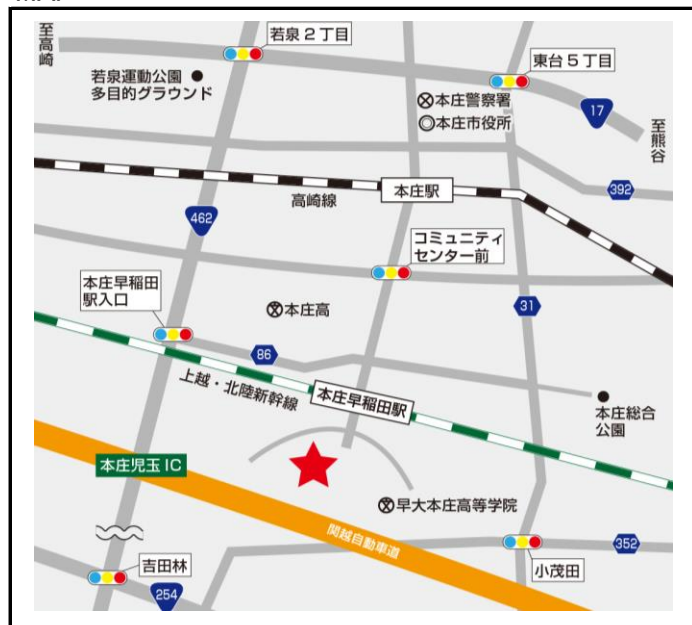 至高崎
若泉2丁目
東台5丁目
若泉運動公園
多目的グラウンド
本庄警察署
本庄市役所
17
至熊谷
392
本庄駅
高崎線
462
コミュニティ
センター前
本庄早稲田
駅入口
本庄高
31
86
上越・北陸新幹線
本庄早稲田駅
本庄総合
公園
本庄児玉IC
早大本庄高等学院
関越自動車道
352
小茂田
吉田林
254